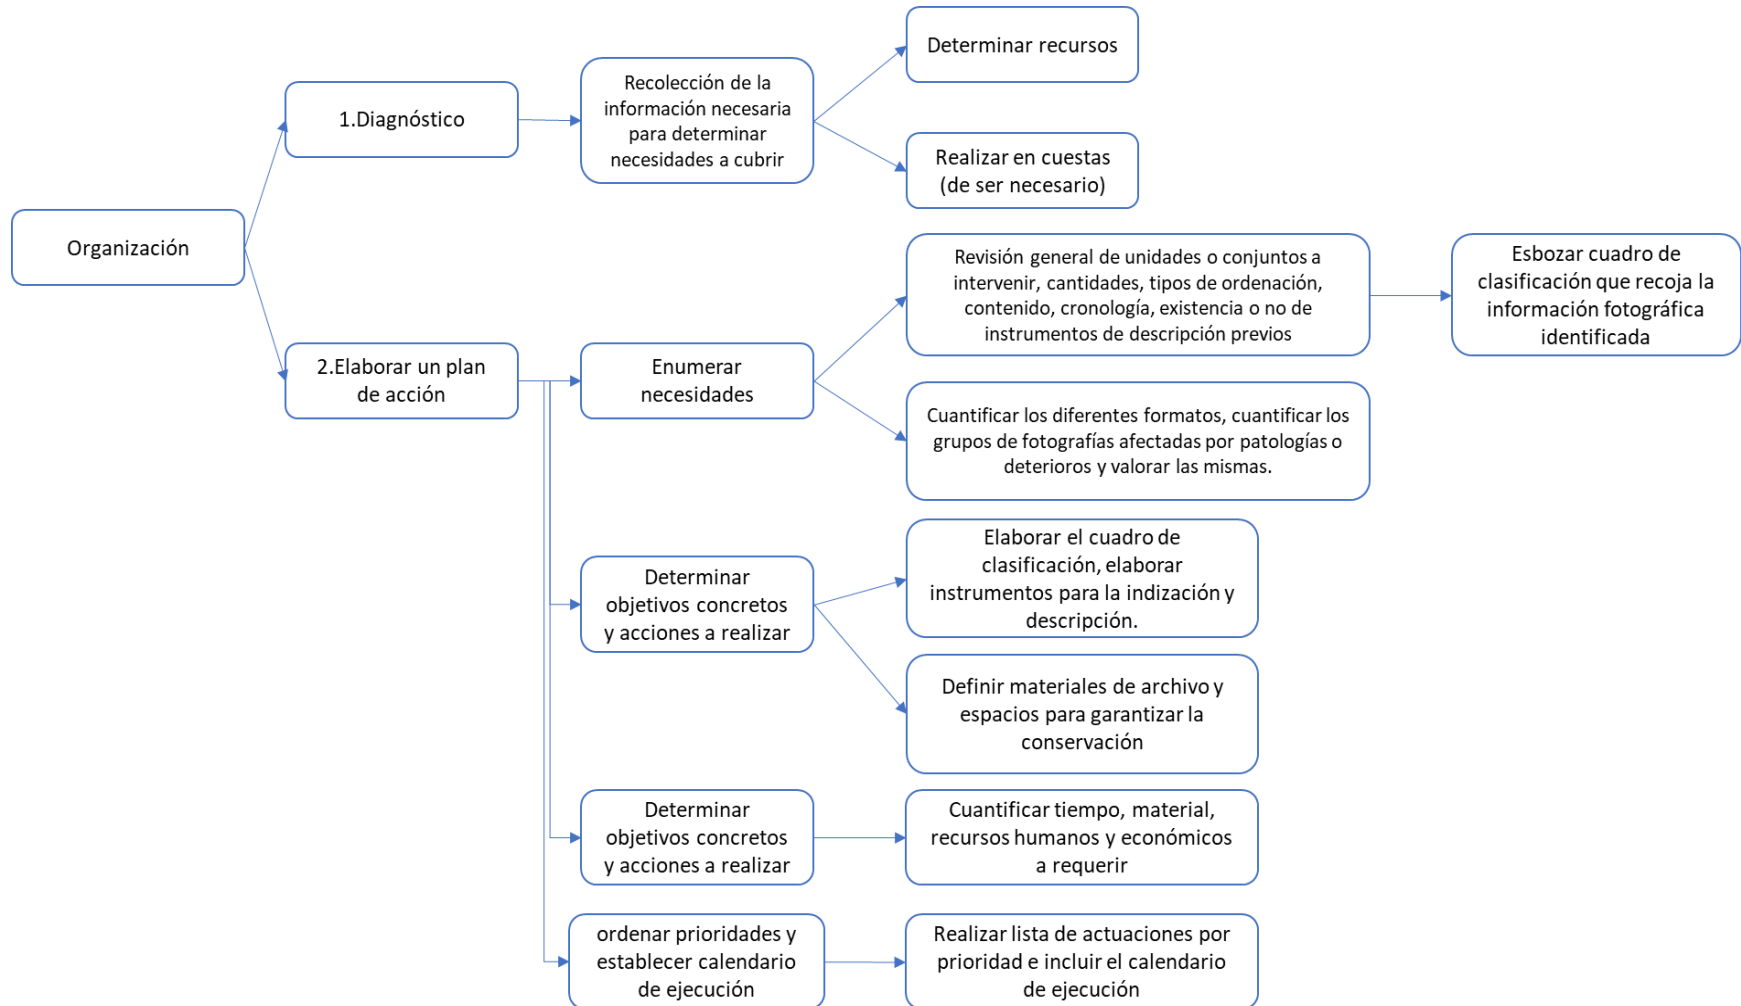 Organización
1.Diagnóstico
Recolección de la
información necesaria
para determinar
necesidades a cubrir
Determinar recursos
Realizar en cuestas
(de ser necesario)
2.Elaborar un plan
de acción
Enumerar
necesidades
Revisión general de unidades o conjuntos a
intervenir, cantidades, tipos de ordenación,
contenido, cronología, existencia o no de
instrumentos de descripción previos
Esbozar cuadro de
clasificación que recoja la
información fotográfica
identificada
Cuantificar los diferentes formatos, cuantificar los
grupos de fotografías afectadas por patologías o
deterioros y valorar las mismas.
Determinar
objetivos concretos
y acciones a realizar
Elaborar el cuadro de
clasificación, elaborar
instrumentos para la indización y
descripción.
Definir materiales de archivo y
espacios para garantizar la
conservación
Determinar
objetivos concretos
y acciones a realizar
Cuantificar tiempo, material,
recursos humanos y económicos
a requerir
ordenar prioridades y
establecer calendario
de ejecución
Realizar lista de actuaciones por
prioridad e incluir el calendario
de ejecución